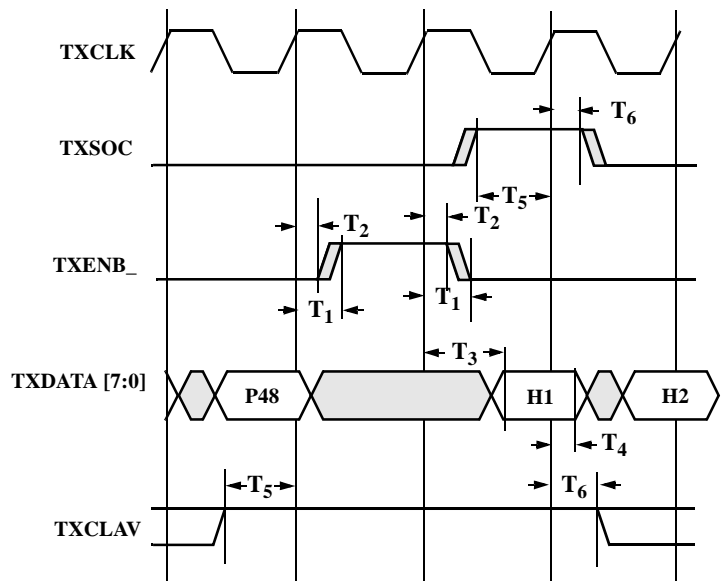 TXCLK
TXSOC
T6
T5
T2
T2
TXENB_
T1
T1
T3
TXDATA [7:0]
P48
H1
H2
T4
T5
T6
TXCLAV